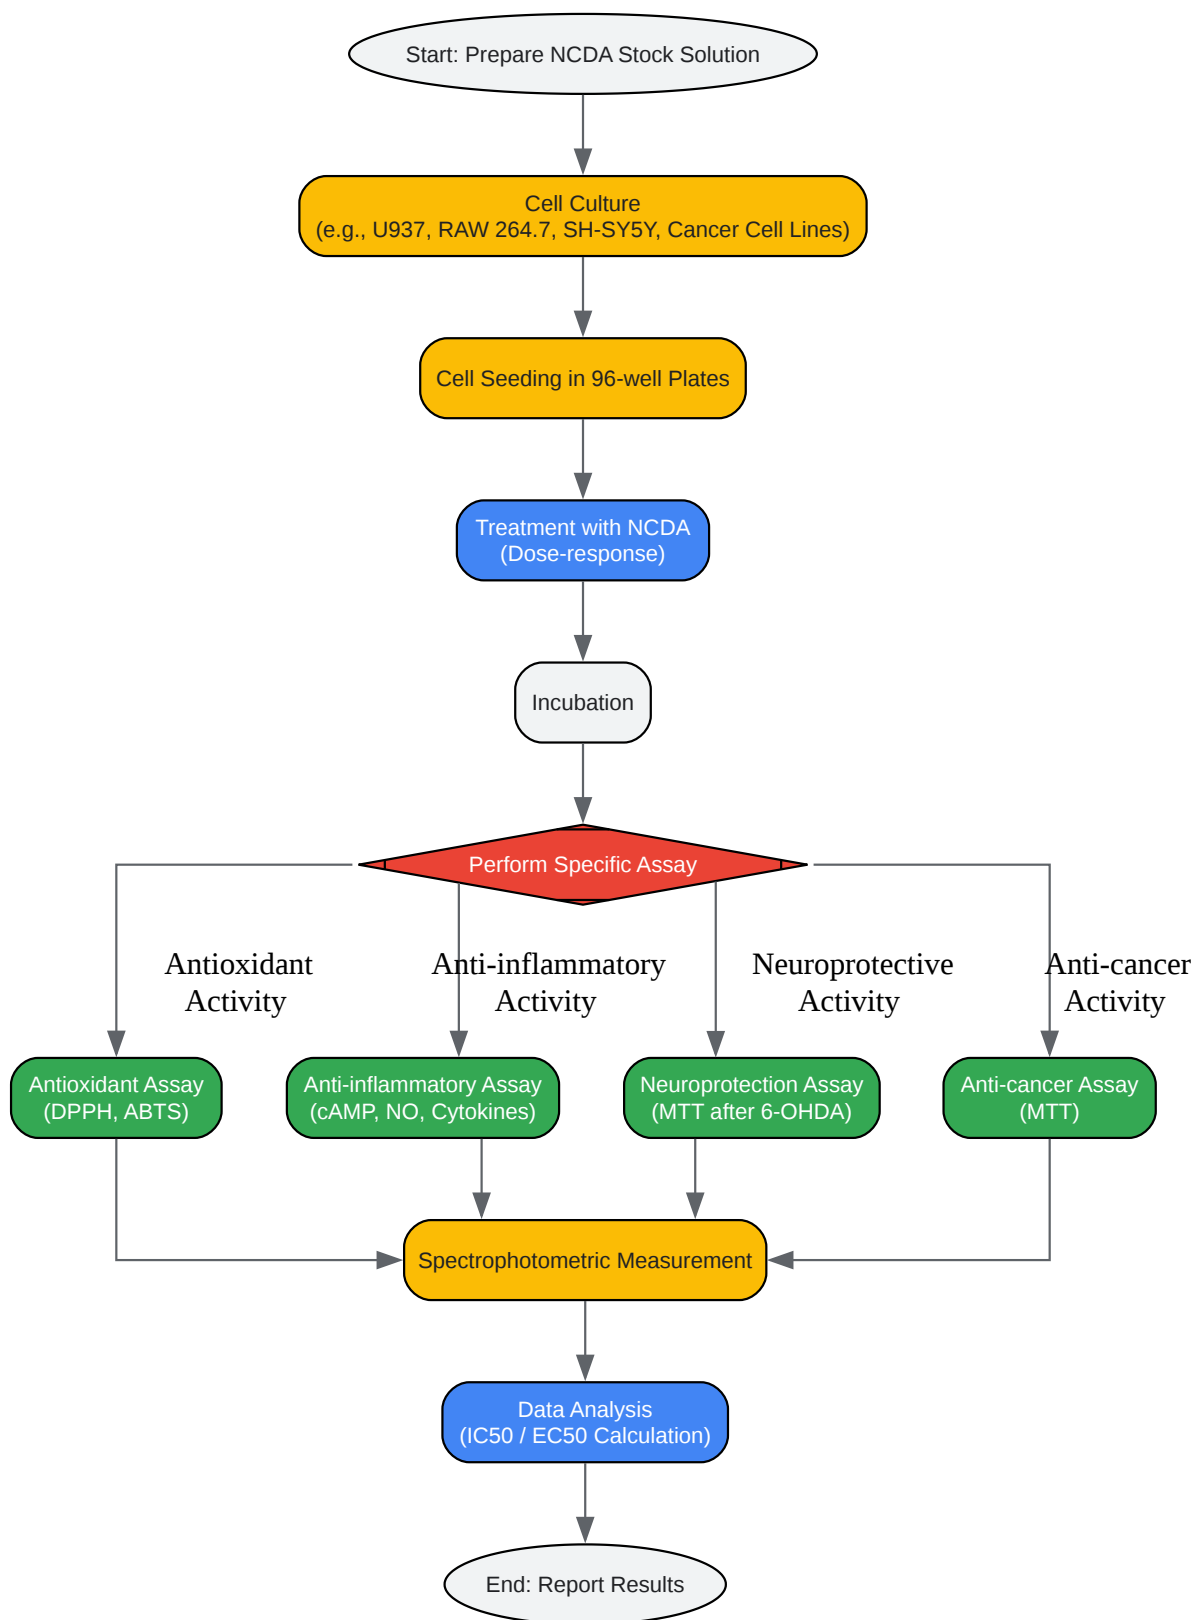 Start: Prepare NCDA Stock Solution
Cell Culture
(e.g., U937, RAW 264.7, SH-SY5Y, Cancer Cell Lines)
Cell Seeding in 96-well Plates
Treatment with NCDA
(Dose-response)
Incubation
Perform Specific Assay
Antioxidant
Activity
Anti-inflammatory
Activity
Neuroprotective
Activity
Anti-cancer
Activity
Antioxidant Assay
(DPPH, ABTS)
Anti-inflammatory Assay
(cAMP, NO, Cytokines)
Neuroprotection Assay
(MTT after 6-OHDA)
Anti-cancer Assay
(MTT)
Spectrophotometric Measurement
Data Analysis
(IC50 / EC50 Calculation)
End: Report Results